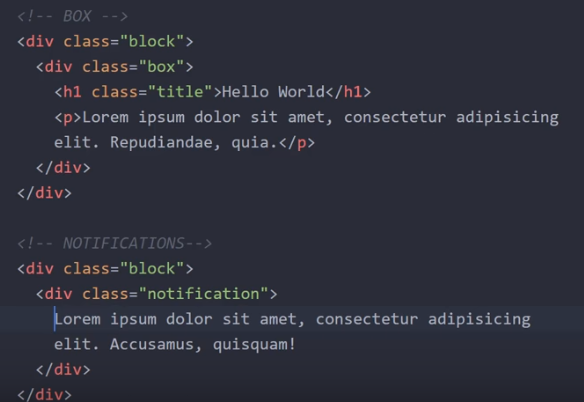 <!-- BOX -->
<div class="block">
  <div class="box">
    <h1 class="title">Hello World</h1>
    <p>Lorem ipsum dolor sit amet, consectetur adipisicing
    elit. Repudiandae, quia.</p>
  </div>
</div>

<!-- NOTIFICATIONS-->
<div class="block">
  <div class="notification">
    Lorem ipsum dolor sit amet, consectetur adipisicing
    elit. Accusamus, quisquam!
  </div>
</div>